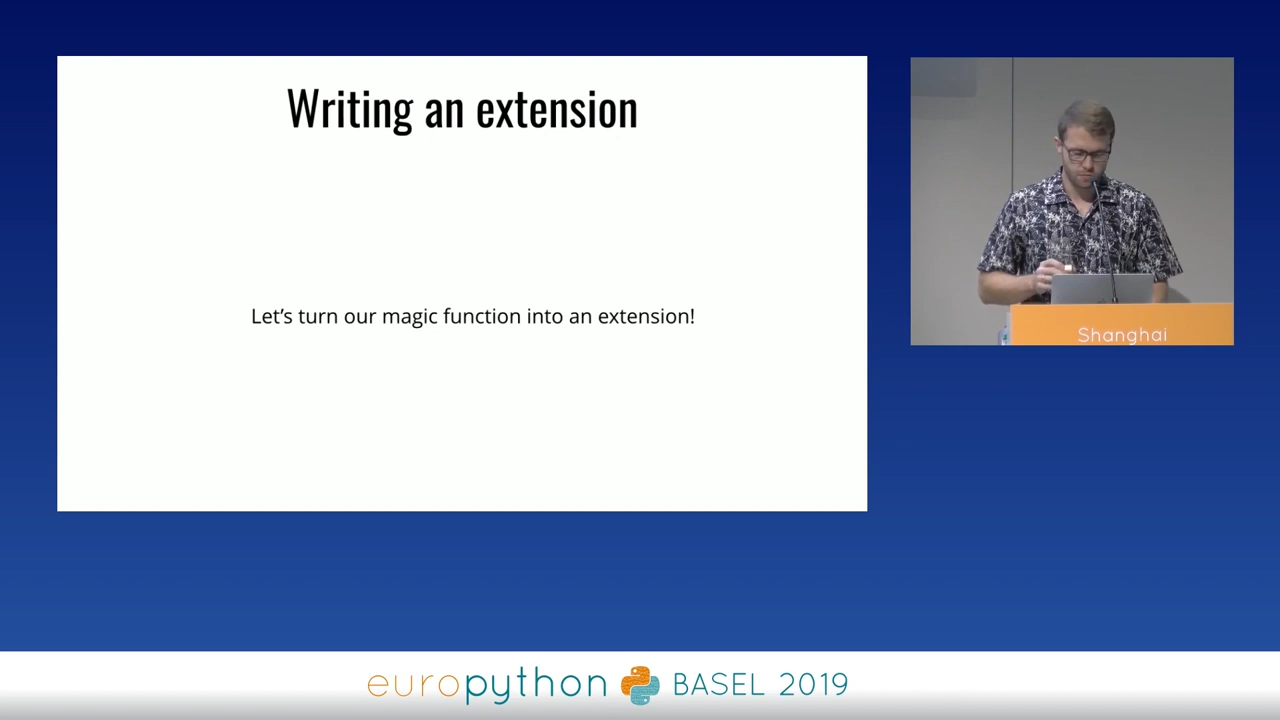 Writing an extension
Let's turn our magic function into an extension!
Shanghai
europython BASEL 2019